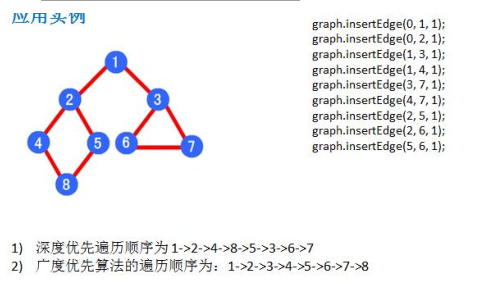 应用实例
graph.insertEdge(0, 1, 1);
graph.insertEdge(0, 2, 1);
graph.insertEdge(1, 3, 1);
graph.insertEdge(1, 4, 1);
graph.insertEdge(3, 7, 1);
graph.insertEdge(4, 7, 1);
graph.insertEdge(2, 5, 1);
graph.insertEdge(2, 6, 1);
graph.insertEdge(5, 6, 1);
1
2 3
4 5 6 7
8
1) 深度优先遍历顺序为 1->2->4->8->5->3->6->7
2) 广度优先算法的遍历顺序为：1->2->3->4->5->6->7->8